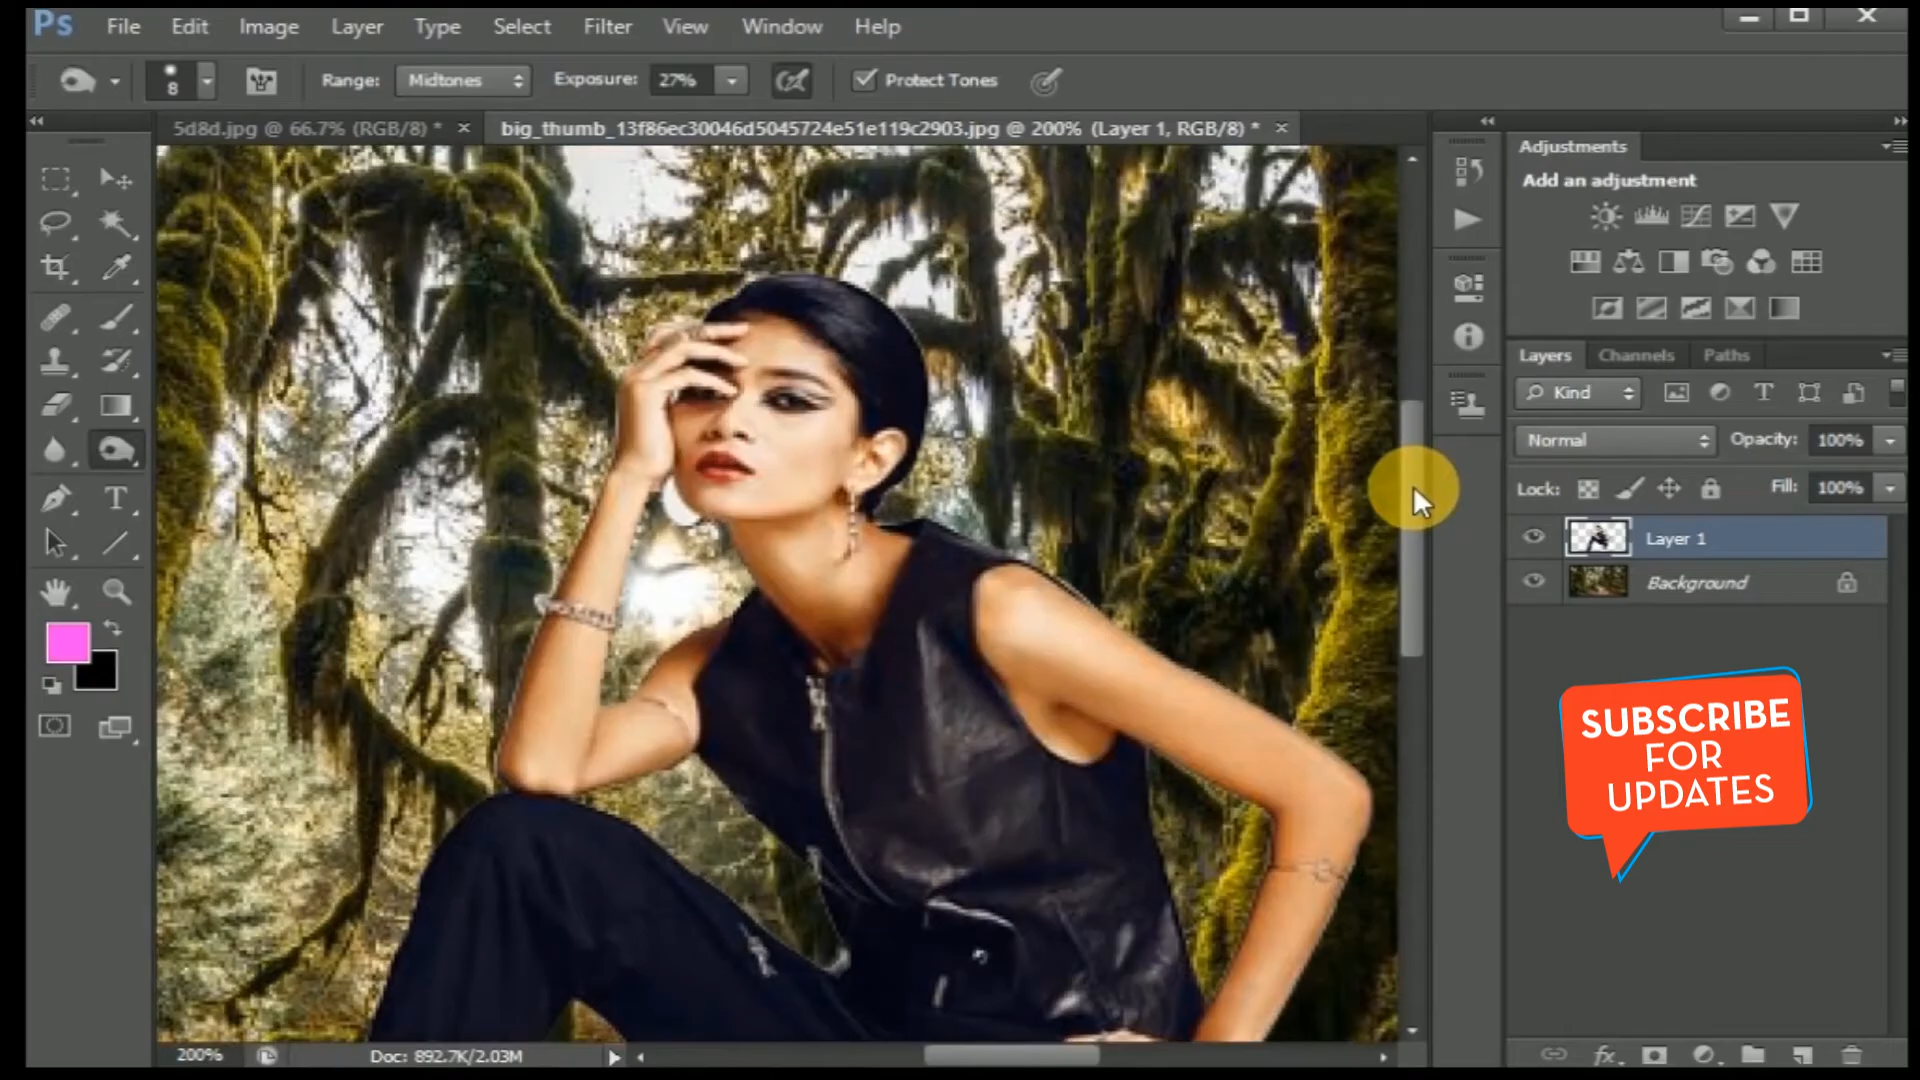 Ps File Edit Image Layer Type Select Filter View Window Help
8 Range: Midtones Exposure: 27% Protect Tones
5d8d.jpg @ 66.7% (RGB/8) * big_thumb_13f86ec30046d5045724e51e119c2903.jpg @ 200% (Layer 1, RGB/8) *
Adjustments
Add an adjustment
Layers Channels Paths
Kind
Normal Opacity: 100%
Lock: Fill: 100%
Layer 1
Background
SUBSCRIBE
FOR
UPDATES
200% Doc: 892.7K/2.03M